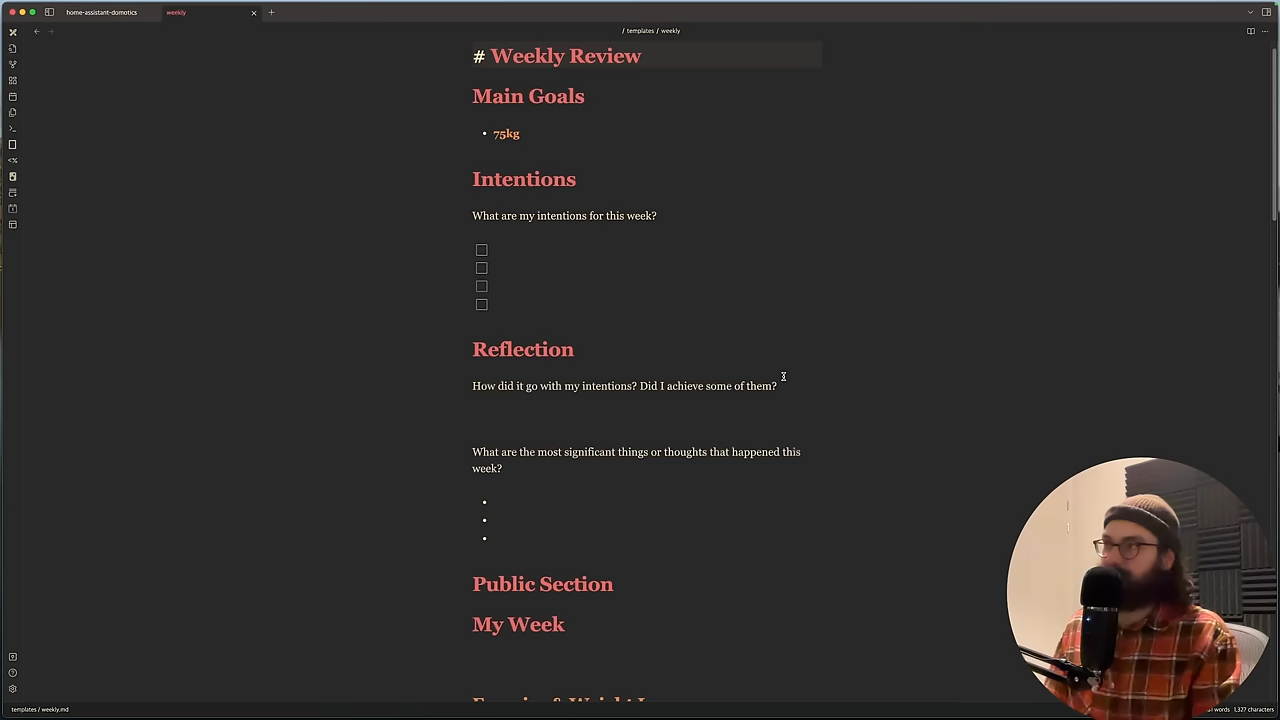 home-assistant-domotics
weekly
/ templates / weekly
# Weekly Review
Main Goals
75kg
Intentions
What are my intentions for this week?
Reflection
How did it go with my intentions? Did I achieve some of them?
What are the most significant things or thoughts that happened this
week?
Public Section
My Week
templates / weekly.md
words 1,327 characters